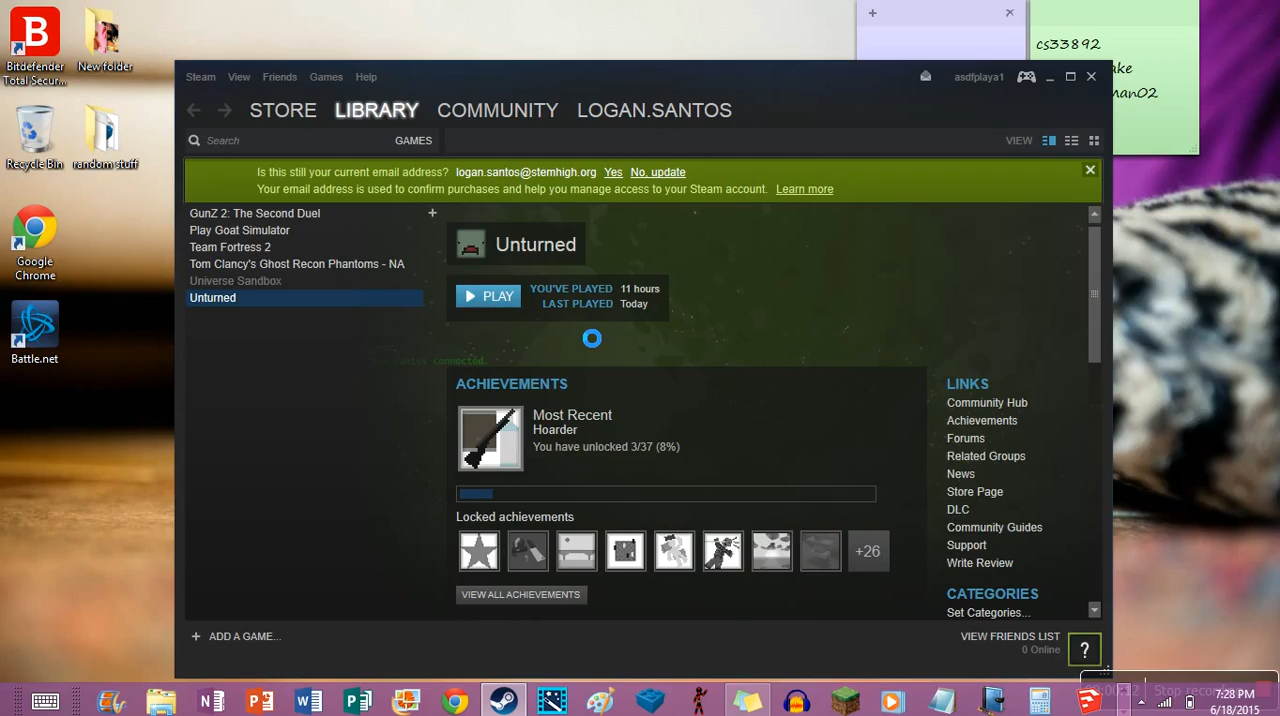 Bitdefender
Total Secur...
New folder
Recycle Bin
random stuff
Google
Chrome
Battle.net
cs33892
ake
man02
Steam View Friends Games Help
asdfplaya1
STORE LIBRARY COMMUNITY LOGAN.SANTOS
Search GAMES VIEW
Is this still your current email address? logan.santos@stemhigh.org Yes No, update
Your email address is used to confirm purchases and help you manage access to your Steam account. Learn more
GunZ 2: The Second Duel
Play Goat Simulator
Team Fortress 2
Tom Clancy's Ghost Recon Phantoms - NA
Universe Sandbox
Unturned
Unturned
PLAY
YOU'VE PLAYED 11 hours
LAST PLAYED Today
connected.
ACHIEVEMENTS
Most Recent
Hoarder
You have unlocked 3/37 (8%)
Locked achievements
+26
VIEW ALL ACHIEVEMENTS
LINKS
Community Hub
Achievements
Forums
Related Groups
News
Store Page
DLC
Community Guides
Support
Write Review
CATEGORIES
Set Categories...
+ ADD A GAME...
VIEW FRIENDS LIST
0 Online
?
Stop
7:28 PM
6/18/2015